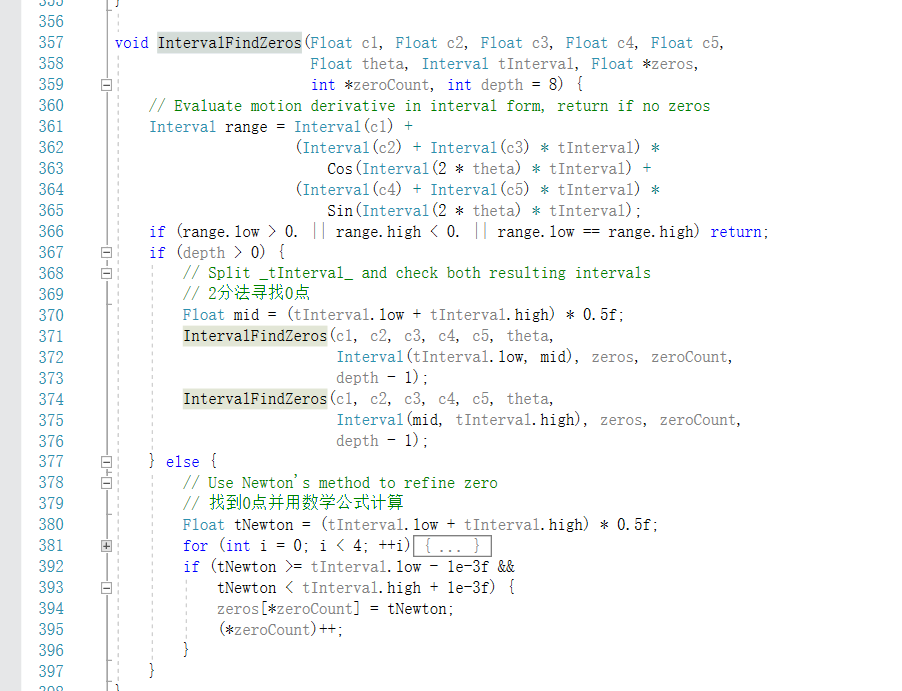 355 }
356
357 void IntervalFindZeros(Float c1, Float c2, Float c3, Float c4, Float c5,
358 Float theta, Interval tInterval, Float *zeros,
359 int *zeroCount, int depth = 8) {
360 // Evaluate motion derivative in interval form, return if no zeros
361 Interval range = Interval(c1) +
362 (Interval(c2) + Interval(c3) * tInterval) *
363 Cos(Interval(2 * theta) * tInterval) +
364 (Interval(c4) + Interval(c5) * tInterval) *
365 Sin(Interval(2 * theta) * tInterval);
366 if (range.low > 0. || range.high < 0. || range.low == range.high) return;
367 if (depth > 0) {
368 // Split _tInterval_ and check both resulting intervals
369 // 2分法寻找0点
370 Float mid = (tInterval.low + tInterval.high) * 0.5f;
371 IntervalFindZeros(c1, c2, c3, c4, c5, theta,
372 Interval(tInterval.low, mid), zeros, zeroCount,
373 depth - 1);
374 IntervalFindZeros(c1, c2, c3, c4, c5, theta,
375 Interval(mid, tInterval.high), zeros, zeroCount,
376 depth - 1);
377 } else {
378 // Use Newton's method to refine zero
379 // 找到0点并用数学公式计算
380 Float tNewton = (tInterval.low + tInterval.high) * 0.5f;
381 for (int i = 0; i < 4; ++i) { ... }
392 if (tNewton >= tInterval.low - 1e-3f &&
393 tNewton < tInterval.high + 1e-3f) {
394 zeros[*zeroCount] = tNewton;
395 (*zeroCount)++;
396 }
397 }
398 }